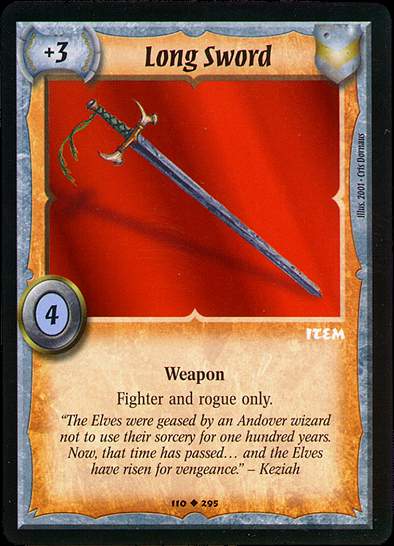 +3
Long Sword
Illus. 2001 • Cris Dornaus
4
ITEM
Weapon
Fighter and rogue only.
“The Elves were geased by an Andover wizard
not to use their sorcery for one hundred years.
Now, that time has passed… and the Elves
have risen for vengeance.” – Keziah
110 ◆ 295